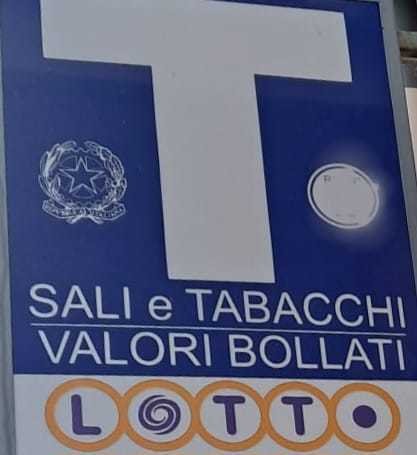 T
SALI e TABACCHI
VALORI BOLLATI
LOTTO